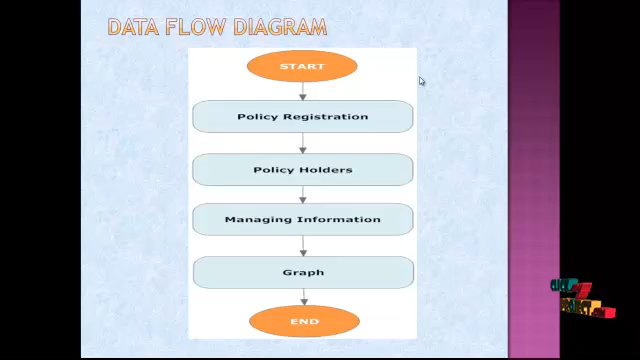 DATA FLOW DIAGRAM
START
Policy Registration
Policy Holders
Managing Information
Graph
END